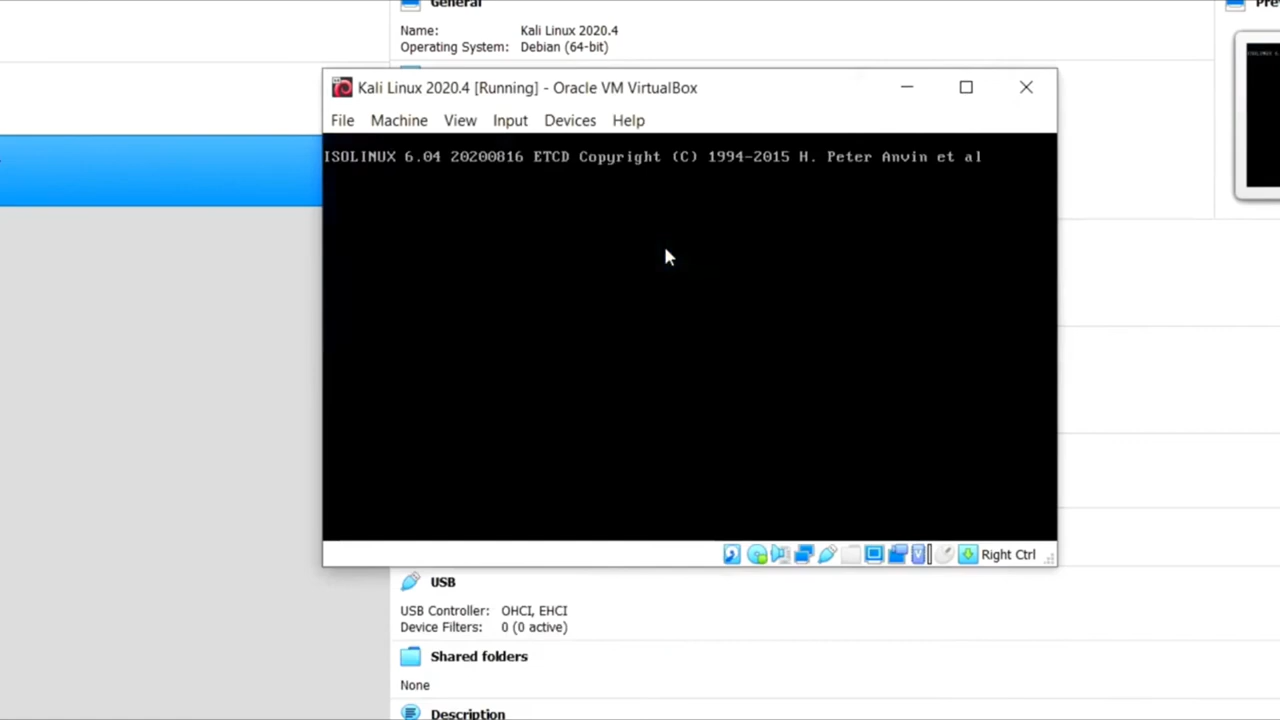 General
Name: Kali Linux 2020.4
Operating System: Debian (64-bit)
Kali Linux 2020.4 [Running] - Oracle VM VirtualBox
File Machine View Input Devices Help
ISOLINUX 6.04 20200816 ETCD Copyright (C) 1994-2015 H. Peter Anvin et al
Right Ctrl
USB
USB Controller: OHCI, EHCI
Device Filters: 0 (0 active)
Shared folders
None
Description